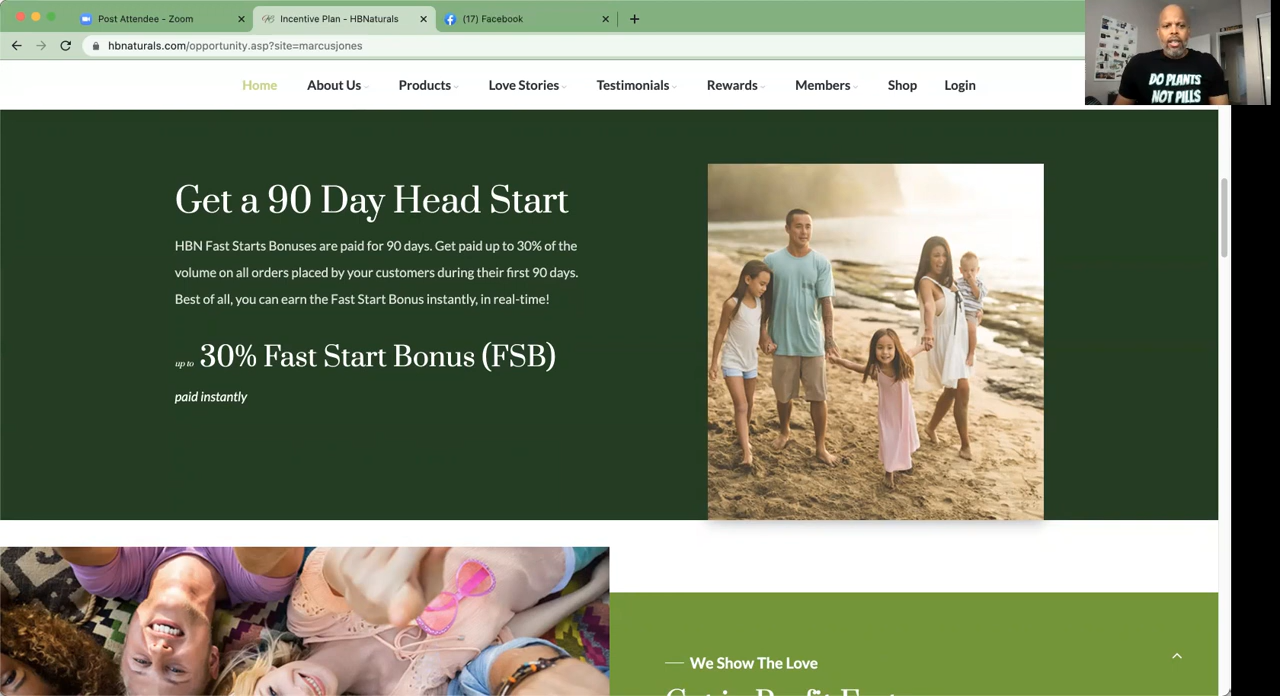 Post Attendee - Zoom
Incentive Plan - HBNaturals
(17) Facebook
hbnaturals.com/opportunity.asp?site=marcusjones
Home About Us Products Love Stories Testimonials Rewards Members Shop Login
DO PLANTS
NOT PILLS
Get a 90 Day Head Start
HBN Fast Starts Bonuses are paid for 90 days. Get paid up to 30% of the
volume on all orders placed by your customers during their first 90 days.
Best of all, you can earn the Fast Start Bonus instantly, in real-time!
up to 30% Fast Start Bonus (FSB)
paid instantly
We Show The Love
Get in Profit Fast